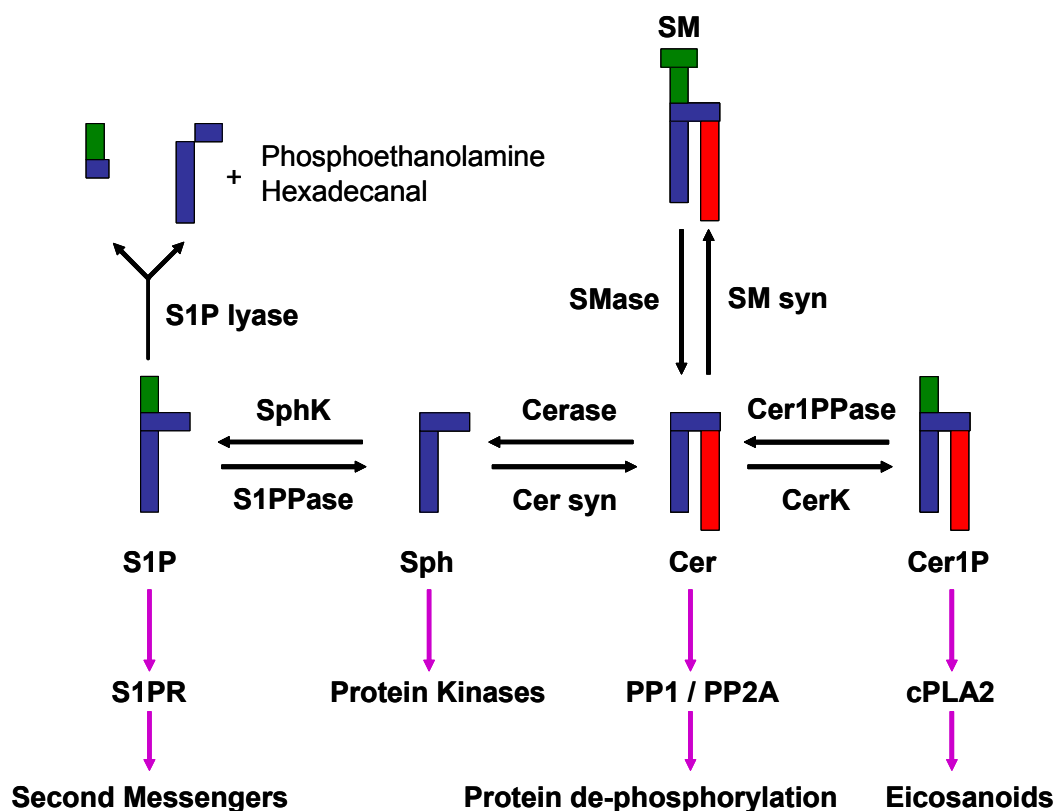 SM
+
Phosphoethanolamine
Hexadecanal
SMase
SM syn
S1P lyase
SphK
Cerase
Cer1PPase
S1PPase
Cer syn
CerK
S1P
Sph
Cer
Cer1P
S1PR
Protein Kinases
PP1 / PP2A
cPLA2
Second Messengers
Protein de-phosphorylation
Eicosanoids